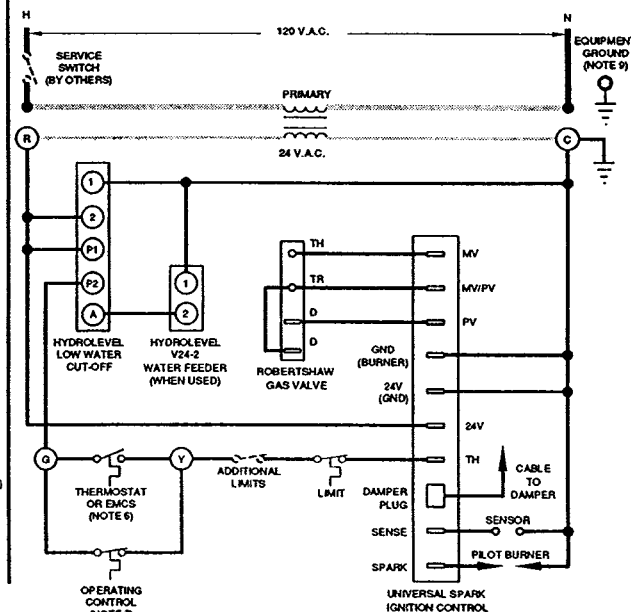 H
N
120 V.A.C.
SERVICE
SWITCH
(BY OTHERS)
EQUIPMEN
GROUND
(NOTE 9)
PRIMARY
R
C
24 V.A.C.
1
2
P1
P2
A
HYDROLEVEL
LOW WATER
CUT-OFF
1
2
HYDROLEVEL
V24-2
WATER FEEDER
(WHEN USED)
TH
TR
D
D
ROBERTSHAW
GAS VALVE
MV
MV/PV
PV
GND
(BURNER)
24V
(GND)
24V
TH
G
Y
THERMOSTAT
OR EMCS
(NOTE 6)
ADDITIONAL
LIMITS
LIMIT
DAMPER
PLUG
CABLE
TO
DAMPER
SENSE
SENSOR
SPARK
PILOT BURNER
OPERATING
CONTROL
UNIVERSAL SPARK
IGNITION CONTROL